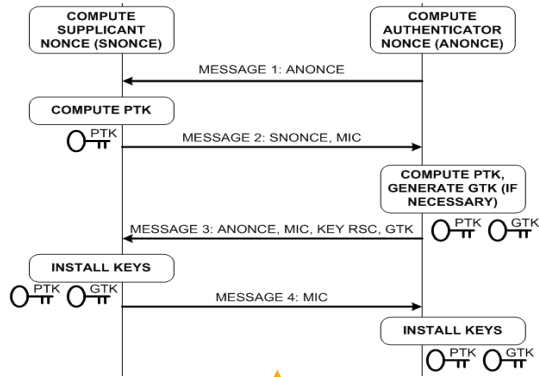 COMPUTE
SUPPLICANT
NONCE (SNONCE)
COMPUTE
AUTHENTICATOR
NONCE (ANONCE)
MESSAGE 1: ANONCE
COMPUTE PTK
PTK
MESSAGE 2: SNONCE, MIC
COMPUTE PTK,
GENERATE GTK (IF
NECESSARY)
MESSAGE 3: ANONCE, MIC, KEY RSC, GTK
PTK
GTK
INSTALL KEYS
PTK
GTK
MESSAGE 4: MIC
INSTALL KEYS
PTK
GTK